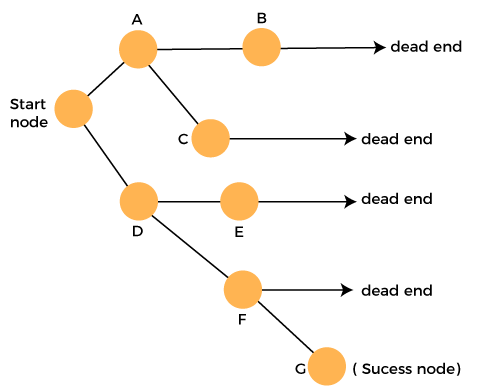 A
B
dead end
Start
node
C
dead end
dead end
D
E
dead end
F
G
( Sucess node)